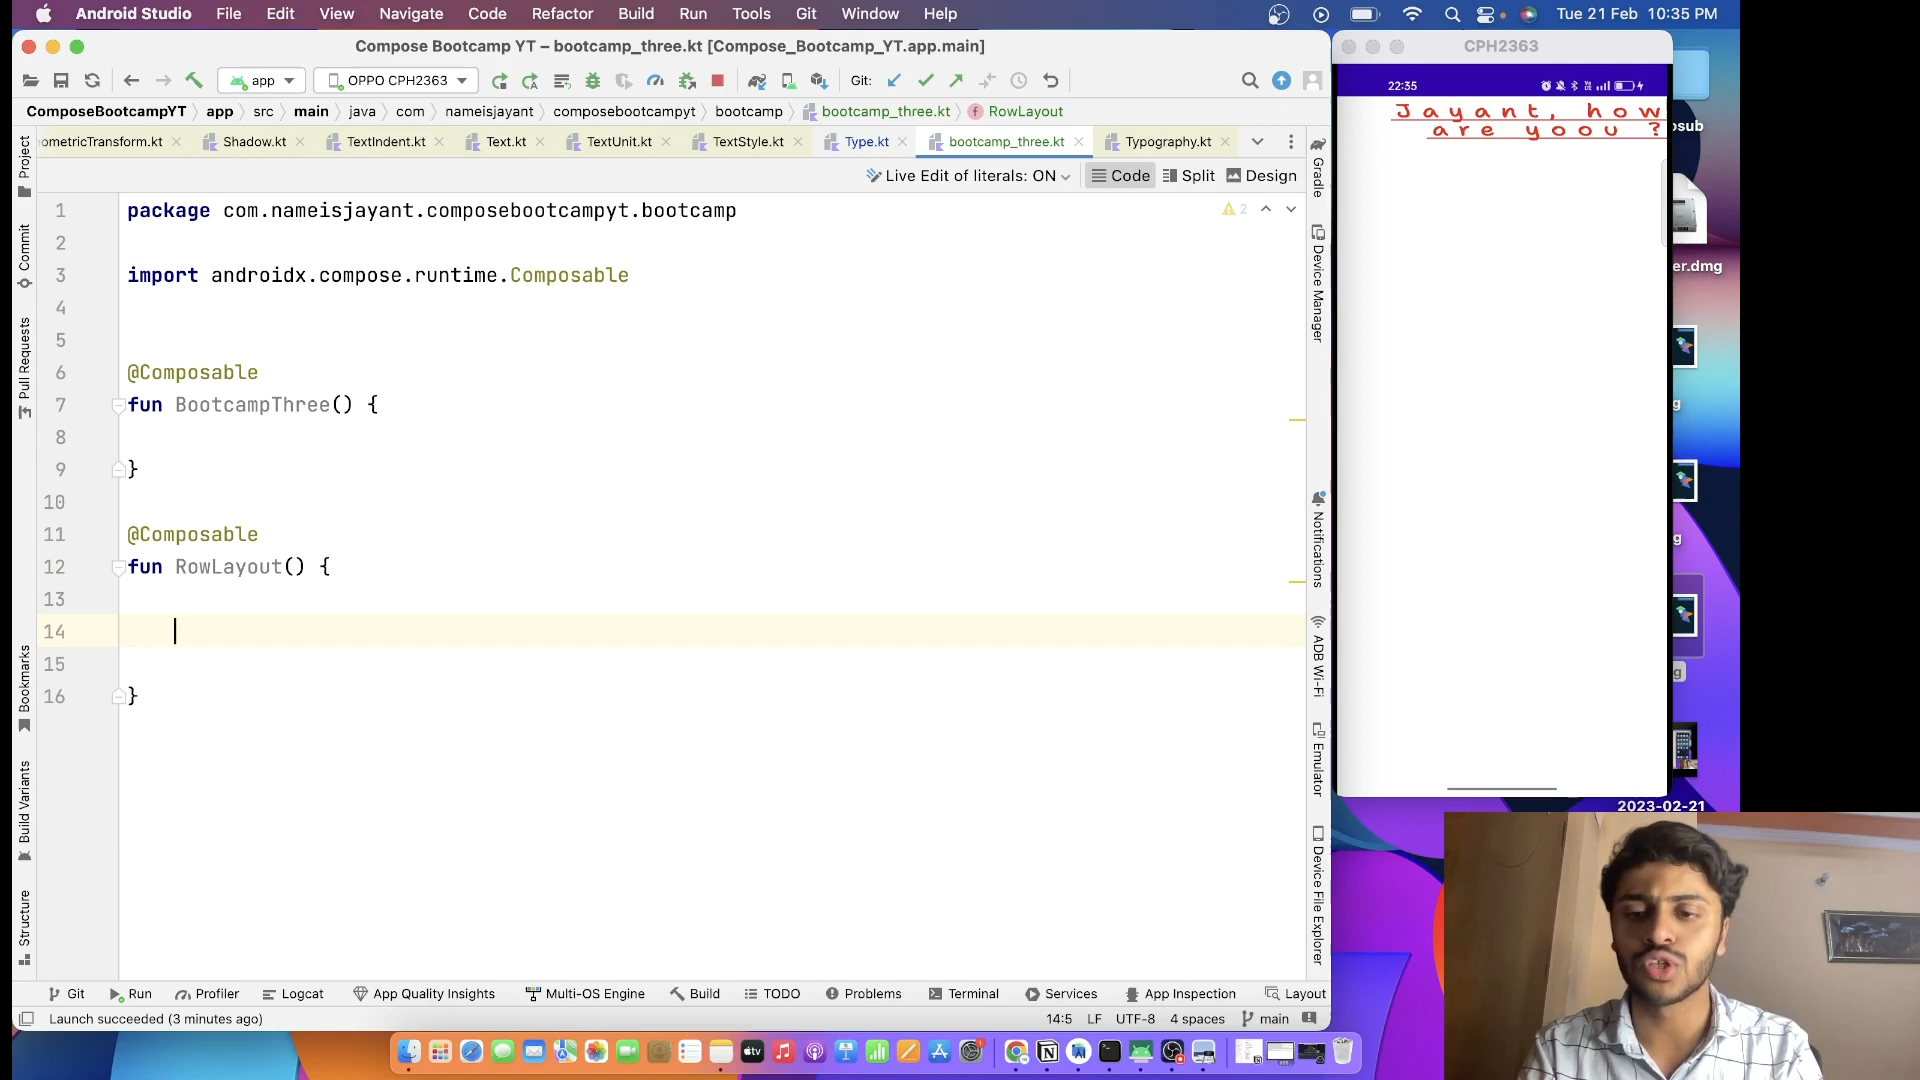 Android Studio File Edit View Navigate Code Refactor Build Run Tools Git Window Help Tue 21 Feb 10:35 PM
Compose Bootcamp YT – bootcamp_three.kt [Compose_Bootcamp_YT.app.main]
CPH2363
app OPPO CPH2363 Git:
22:35
ComposeBootcampYT app src main java com nameisjayant composebootcampyt bootcamp bootcamp_three.kt RowLayout
Jayant, how
are yoou ?
osub
ometricTransform.kt Shadow.kt TextIndent.kt Text.kt TextUnit.kt TextStyle.kt Type.kt bootcamp_three.kt Typography.kt
Live Edit of literals: ON Code Split Design
1 package com.nameisjayant.composebootcampyt.bootcamp
2
2
3 import androidx.compose.runtime.Composable
er.dmg
4
5
6 @Composable
7 fun BootcampThree() {
g
8
9 }
10
11 @Composable
g
12 fun RowLayout() {
13
14
15
g
16 }
2023-02-21
Project
Commit
Pull Requests
Bookmarks
Build Variants
Structure
Gradle
Device Manager
Notifications
ADB Wi-Fi
Emulator
Device File Explorer
Git Run Profiler Logcat App Quality Insights Multi-OS Engine Build TODO Problems Terminal Services App Inspection Layout
Launch succeeded (3 minutes ago) 14:5 LF UTF-8 4 spaces main
tv